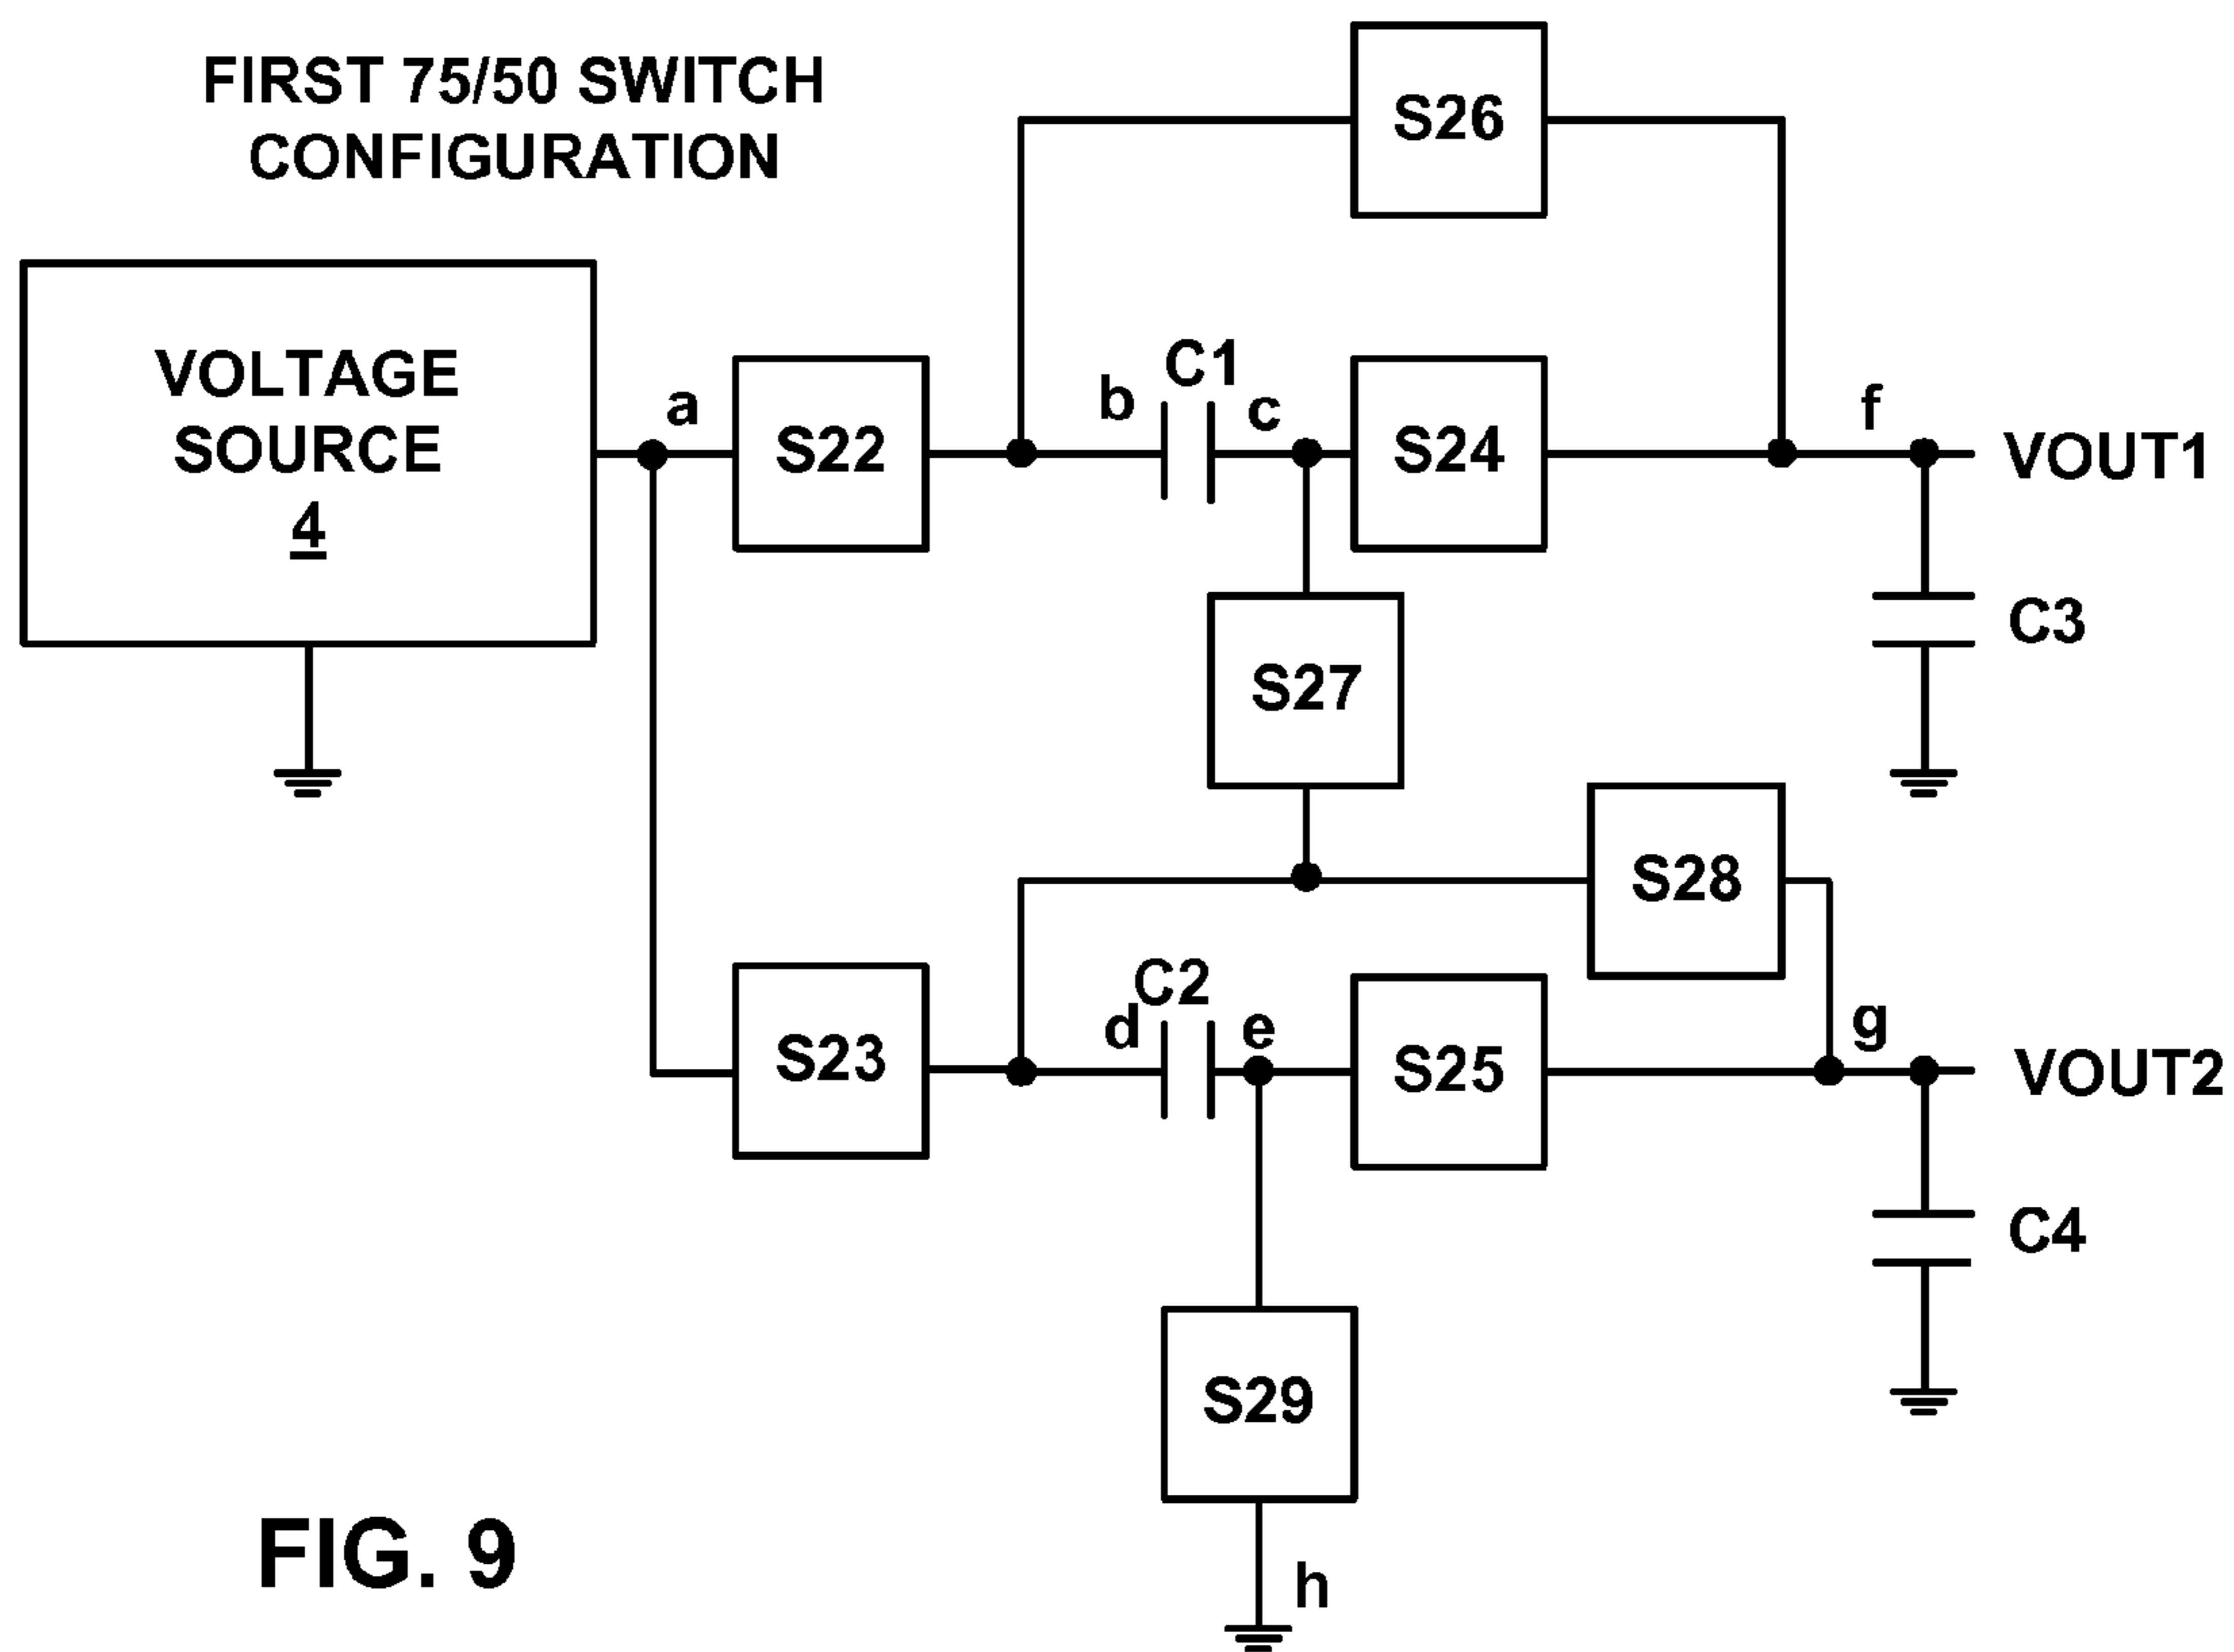 FIRST 75/50 SWITCH
CONFIGURATION
S26
VOLTAGE
SOURCE
4
a
S22
b
C1
c
S24
f
VOUT1
C3
S27
S28
S23
d
C2
e
S25
g
VOUT2
C4
S29
h
FIG. 9